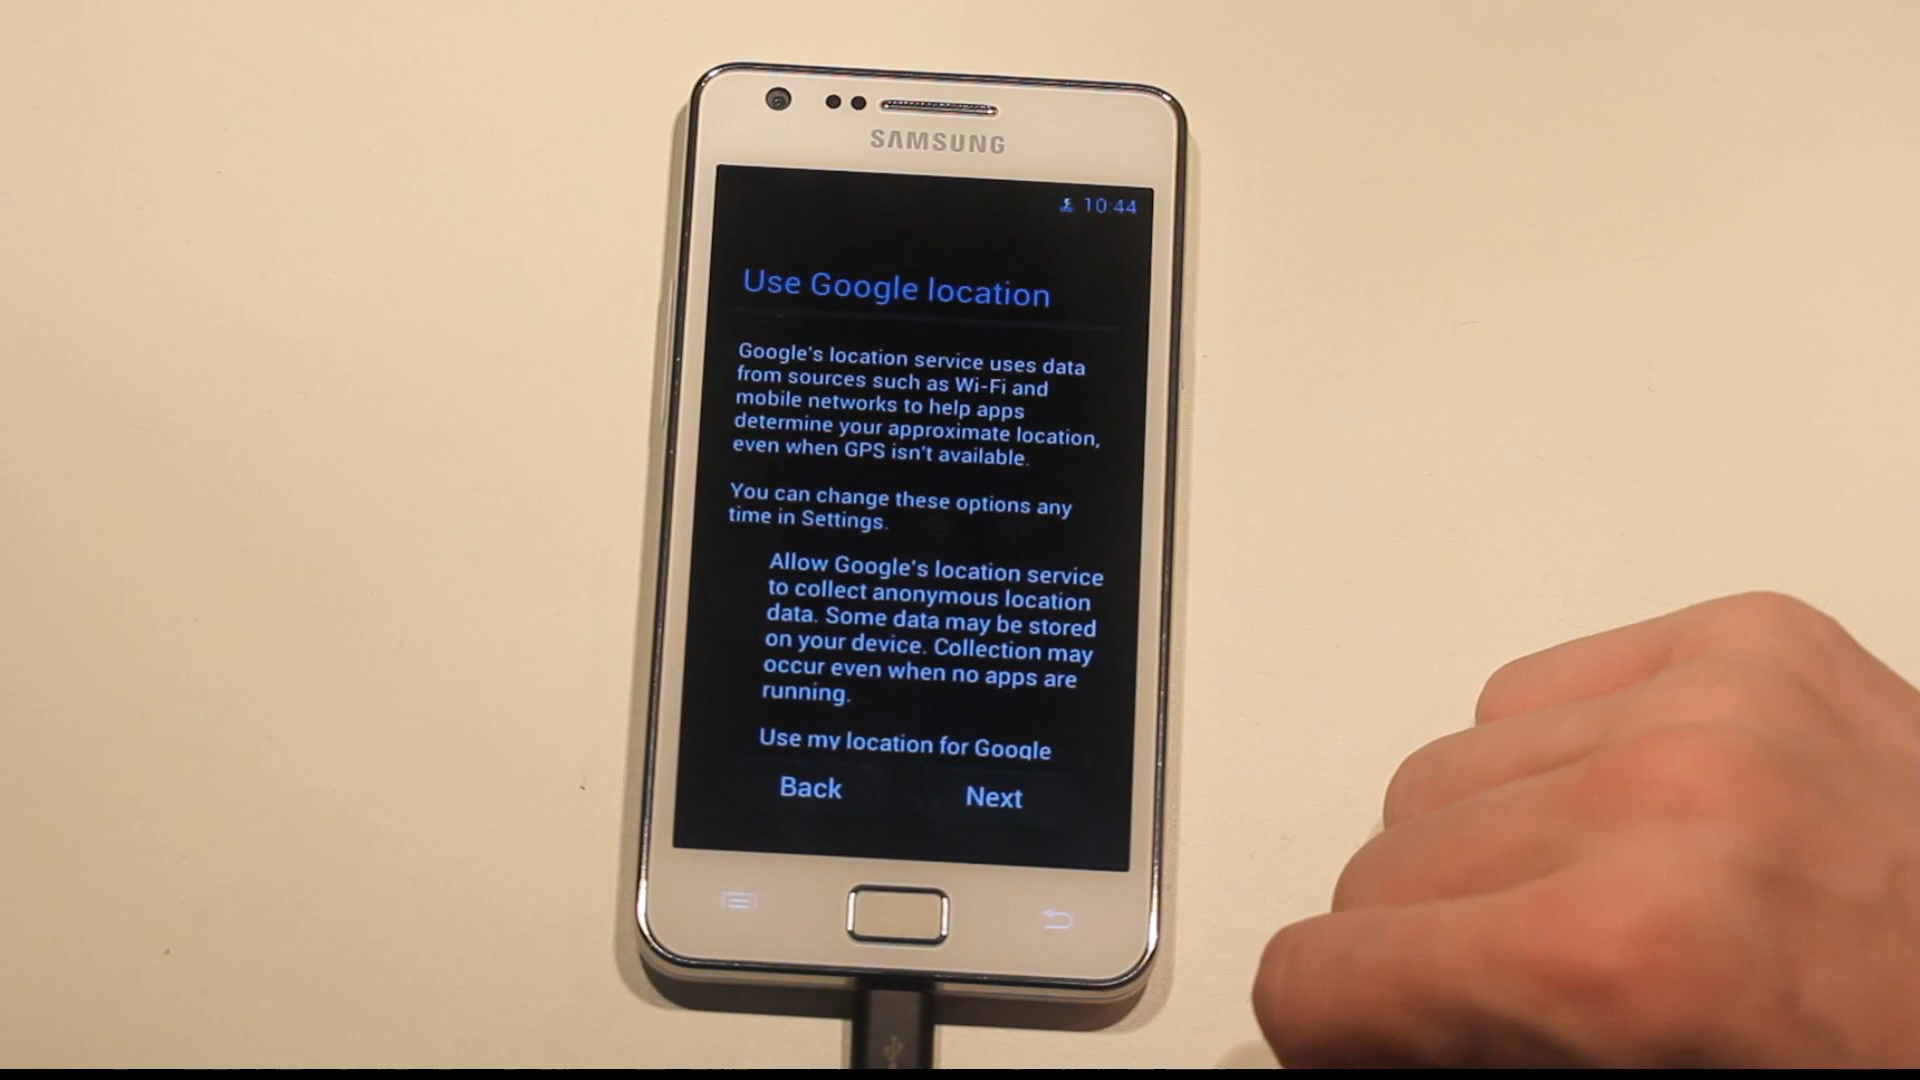 SAMSUNG
10:44
Use Google location
Google's location service uses data
from sources such as Wi-Fi and
mobile networks to help apps
determine your approximate location,
even when GPS isn't available.
You can change these options any
time in Settings.
Allow Google's location service
to collect anonymous location
data. Some data may be stored
on your device. Collection may
occur even when no apps are
running.
Use my location for Google
Back Next